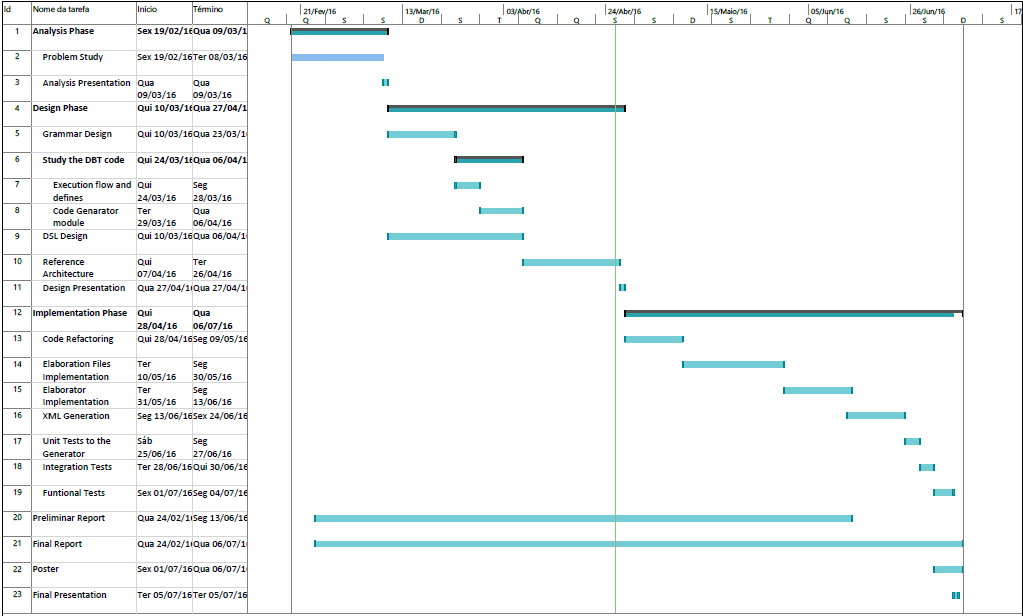 Id Nome da tarefa Início Término 21/Fev/16 13/Mar/16 03/Abr/16 24/Abr/16 15/Maio/16 05/Jun/16 26/Jun/16 17
Q Q S S D S T Q Q S S D S T Q Q S S D S
1 Analysis Phase Sex 19/02/16 Qua 09/03/1
2 Problem Study Sex 19/02/16 Ter 08/03/16
3 Analysis Presentation Qua Qua
09/03/16 09/03/16
4 Design Phase Qui 10/03/16 Qua 27/04/1
5 Grammar Design Qui 10/03/16 Qua 23/03/1
6 Study the DBT code Qui 24/03/16 Qua 06/04/1
7 Execution flow and Qui Seg
defines 24/03/16 28/03/16
8 Code Genarator Ter Qua
module 29/03/16 06/04/16
9 DSL Design Qui 10/03/16 Qua 06/04/1
10 Reference Qui Ter
Architecture 07/04/16 26/04/16
11 Design Presentation Qua 27/04/1 Qua 27/04/1
12 Implementation Phase Qui Qua
28/04/16 06/07/16
13 Code Refactoring Qui 28/04/16 Seg 09/05/16
14 Elaboration Files Ter Seg
Implementation 10/05/16 30/05/16
15 Elaborator Ter Seg
Implementation 31/05/16 13/06/16
16 XML Generation Seg 13/06/16 Sex 24/06/16
17 Unit Tests to the Sáb Seg
Generator 25/06/16 27/06/16
18 Integration Tests Ter 28/06/16 Qui 30/06/16
19 Funtional Tests Sex 01/07/16 Seg 04/07/16
20 Preliminar Report Qua 24/02/1 Seg 13/06/16
21 Final Report Qua 24/02/1 Qua 06/07/1
22 Poster Sex 01/07/16 Qua 06/07/1
23 Final Presentation Ter 05/07/16 Ter 05/07/16